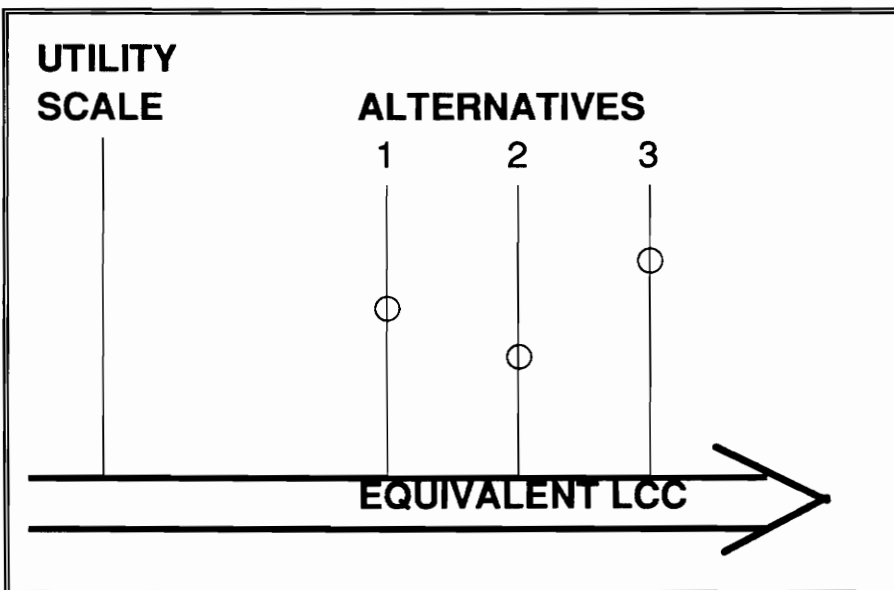 UTILITY
SCALE
ALTERNATIVES
1 2 3
EQUIVALENT LCC